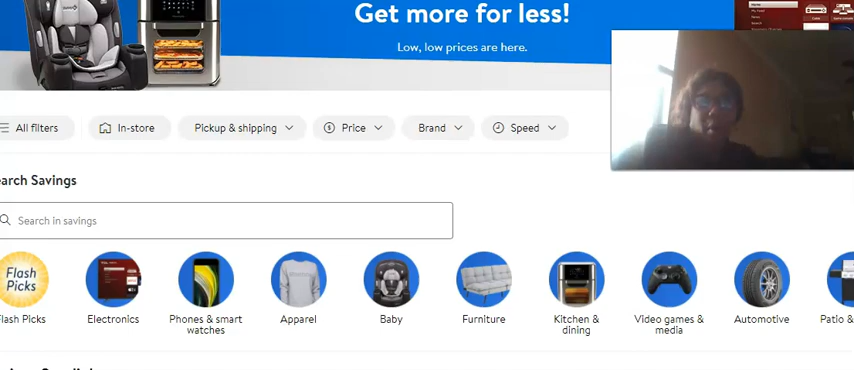 Get more for less!
Low, low prices are here.
All filters
In-store
Pickup & shipping
Price
Brand
Speed
earch Savings
Search in savings
Flash
Picks
Flash Picks
Electronics
Phones & smart
watches
Apparel
Baby
Furniture
Kitchen &
dining
Video games &
media
Automotive
Patio &